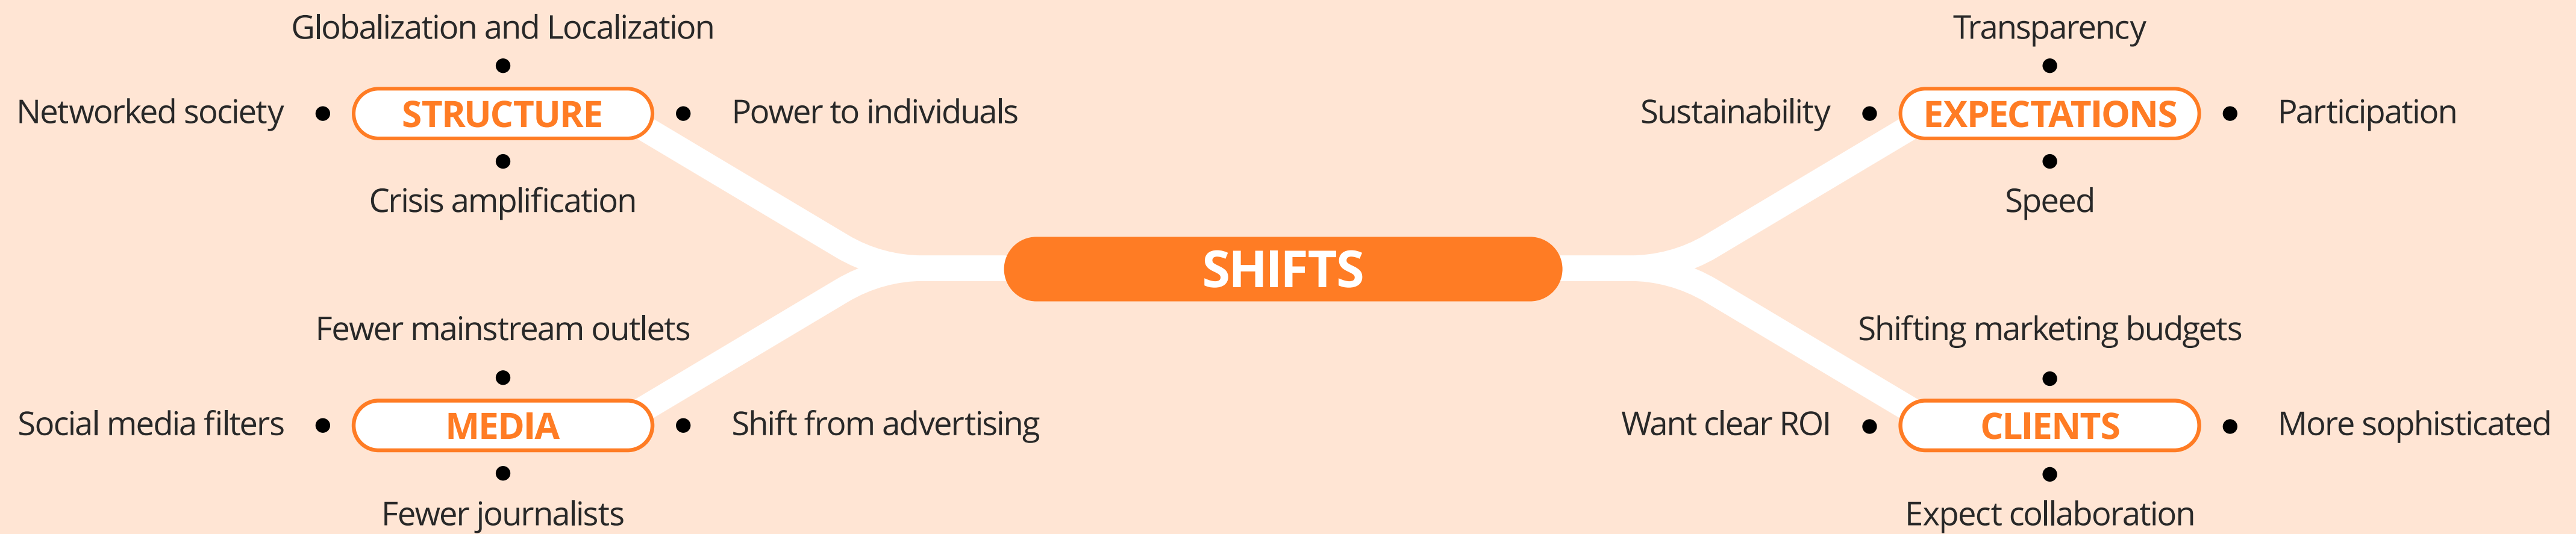 Globalization and Localization
Networked society
STRUCTURE
Power to individuals
Crisis amplification
Transparency
Sustainability
EXPECTATIONS
Participation
Speed
SHIFTS
Fewer mainstream outlets
Social media filters
MEDIA
Shift from advertising
Fewer journalists
Shifting marketing budgets
Want clear ROI
CLIENTS
More sophisticated
Expect collaboration